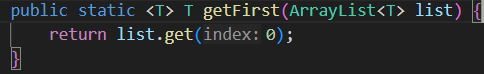 public static <T> T getFirst(ArrayList<T> list) {
    return list.get(index: 0);
}